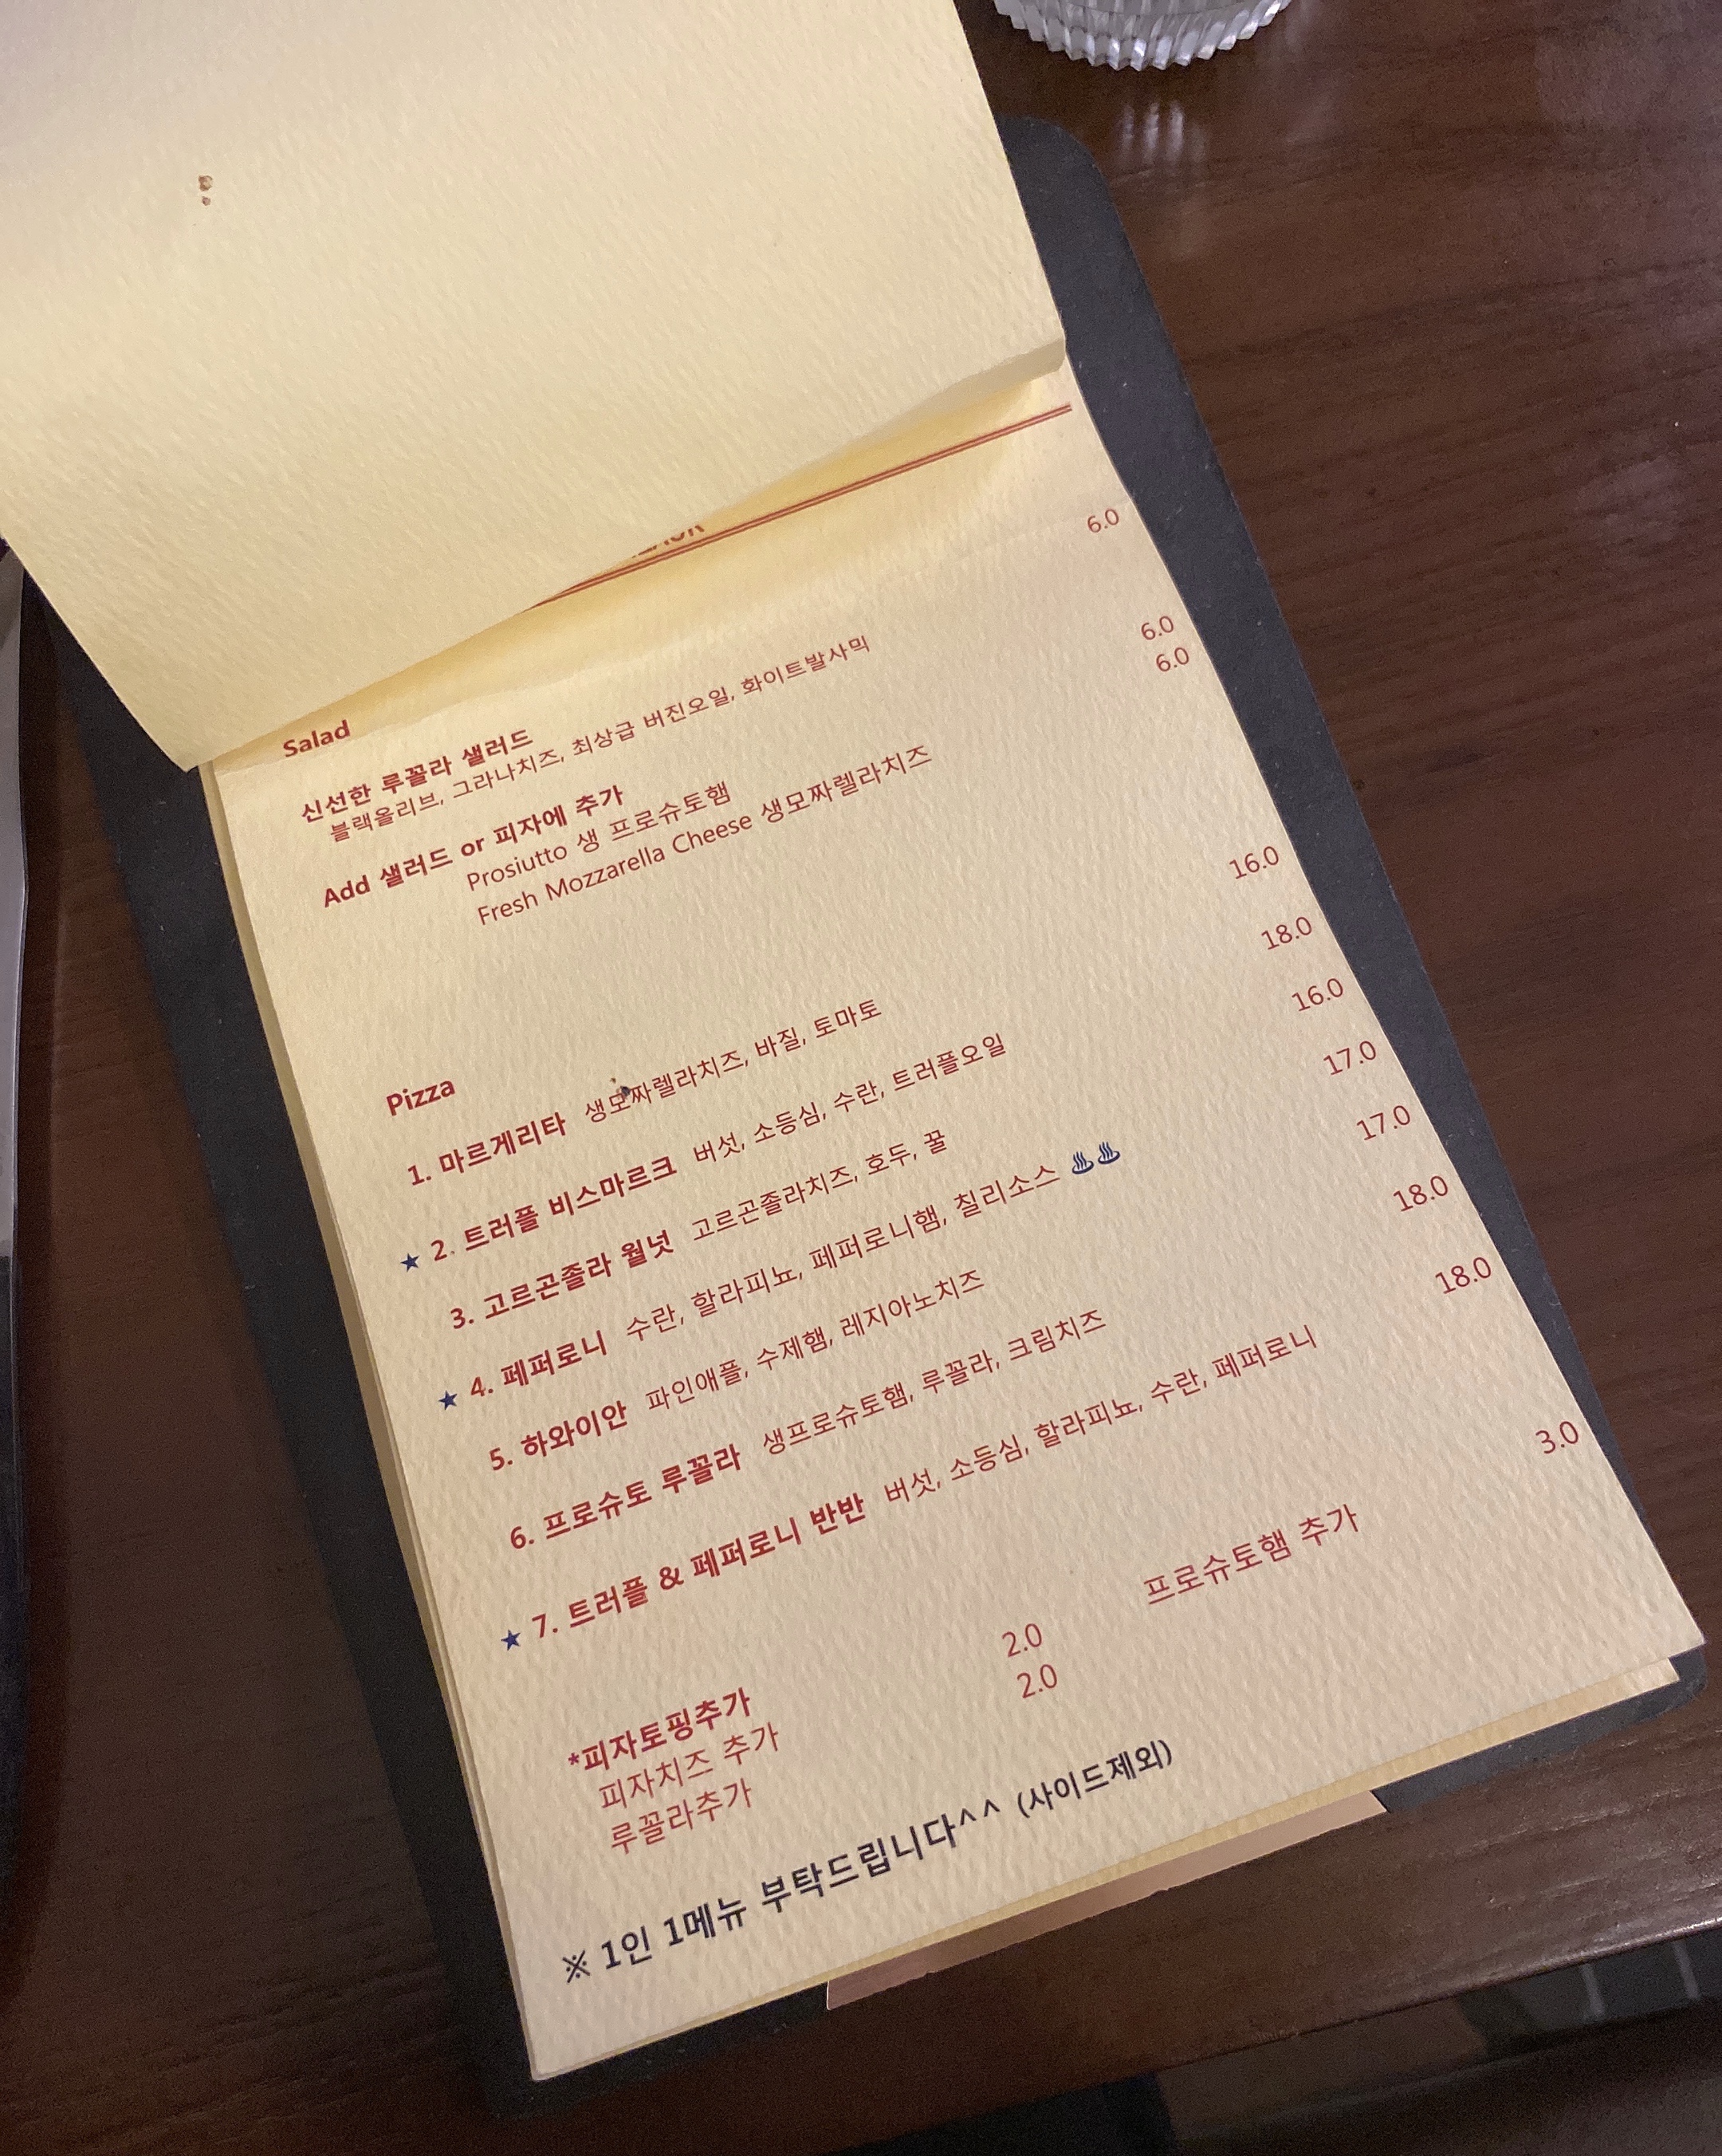 Salad
신선한 루꼴라 샐러드 6.0
블랙올리브, 그라나치즈, 최상급 버진오일, 화이트발사믹
Add 샐러드 or 피자에 추가
Prosiutto 생 프로슈토햄 6.0
Fresh Mozzarella Cheese 생모짜렐라치즈 6.0
Pizza
1. 마르게리타 생모짜렐라치즈, 바질, 토마토 16.0
★ 2. 트러플 비스마르크 버섯, 소등심, 수란, 트러플오일 18.0
3. 고르곤졸라 월넛 고르곤졸라치즈, 호두, 꿀 16.0
★ 4. 페퍼로니 수란, 할라피뇨, 페퍼로니햄, 칠리소스 ♨♨ 17.0
5. 하와이안 파인애플, 수제햄, 레지아노치즈 17.0
6. 프로슈토 루꼴라 생프로슈토햄, 루꼴라, 크림치즈 18.0
★ 7. 트러플 & 페퍼로니 반반 버섯, 소등심, 할라피뇨, 수란, 페퍼로니 18.0
*피자토핑추가
피자치즈 추가 2.0 프로슈토햄 추가 3.0
루꼴라추가 2.0
※ 1인 1메뉴 부탁드립니다^^ (사이드제외)